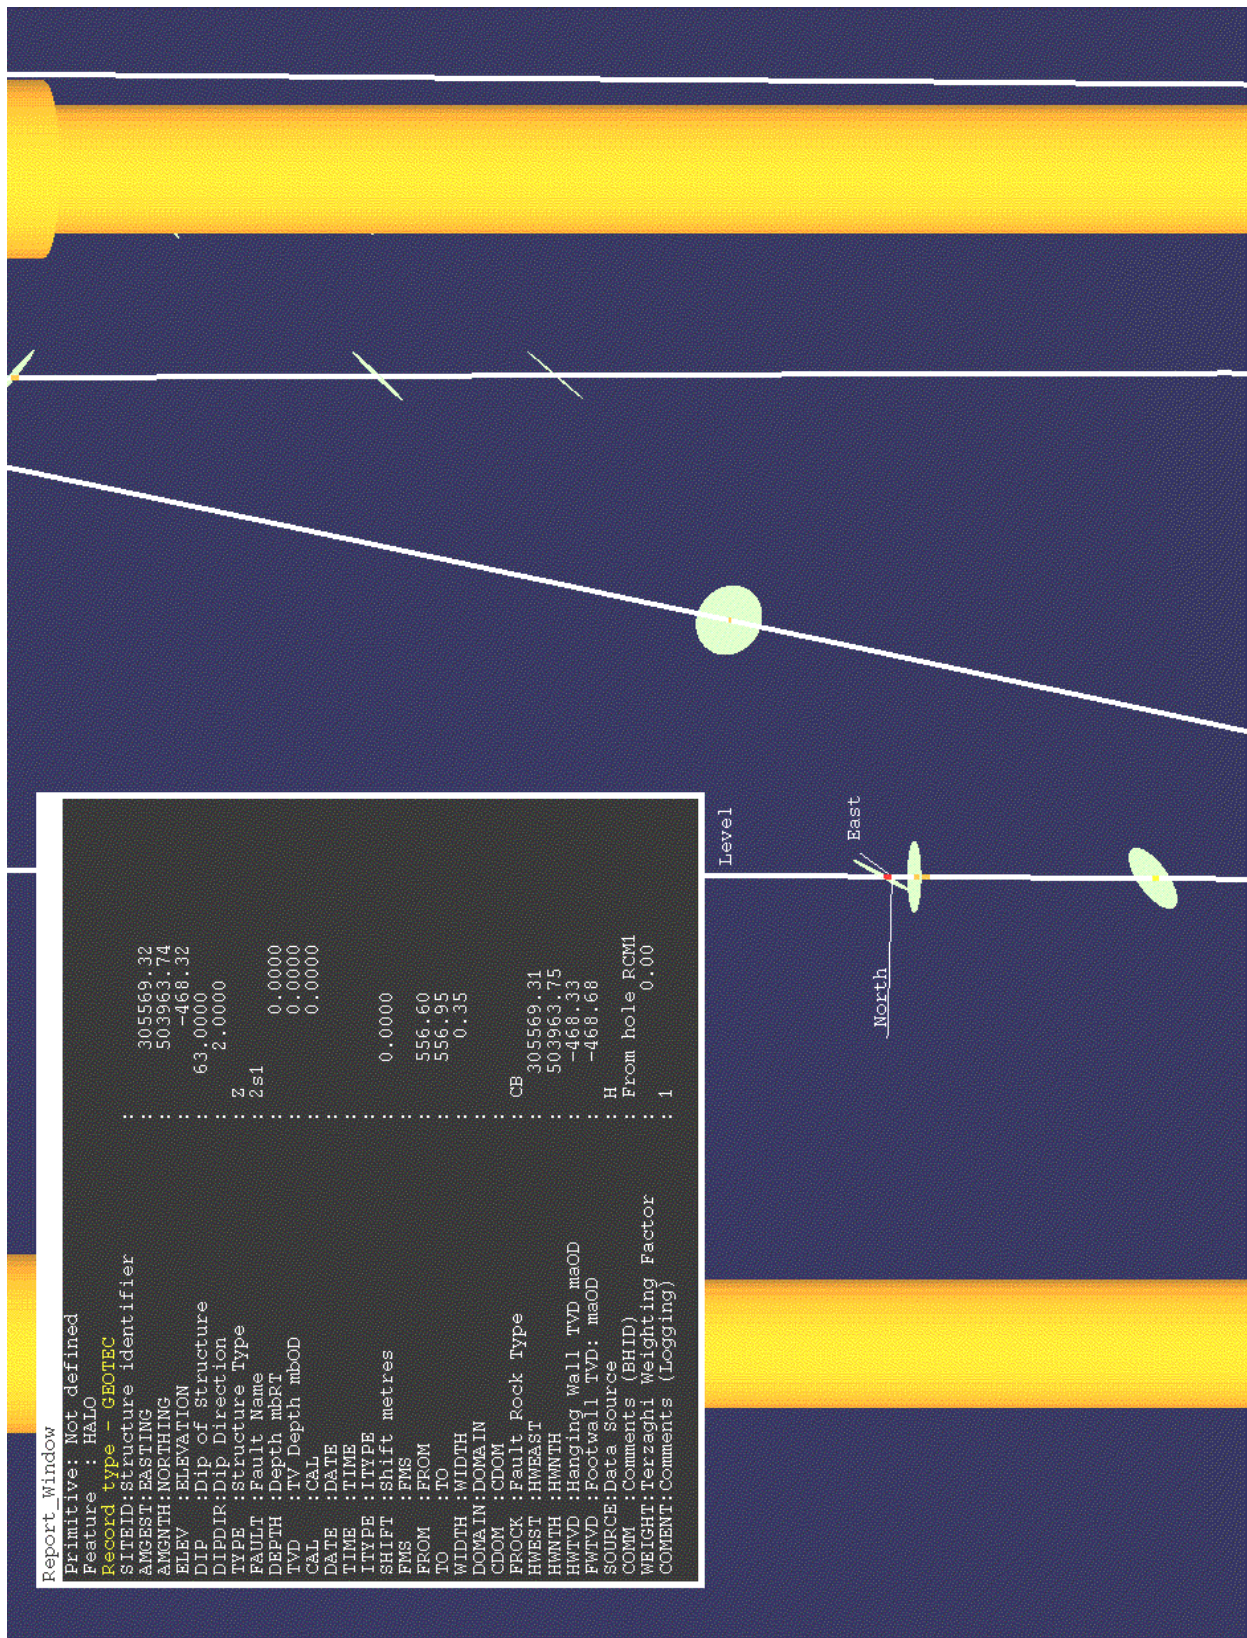 Report_Window
Primitive: Not defined
Feature : HALO
Record type - GEOTEC
SITEID:Structure identifier :
AMGEST:EASTING : 305569.32
AMGNTH:NORTHING : 503963.74
ELEV :ELEVATION : -468.32
DIP :Dip of Structure : 63.0000
DIPDIR:Dip Direction : 2.0000
TYPE :Structure Type : Z
FAULT :Fault Name : 2s1
DEPTH :Depth mbRT : 0.0000
TVD :TV Depth mbOD : 0.0000
CAL :CAL : 0.0000
DATE :DATE :
TIME :TIME :
ITYPE :ITYPE :
SHIFT :Shift metres : 0.0000
FMS :FMS :
FROM :FROM : 556.60
TO :TO : 556.95
WIDTH :WIDTH : 0.35
DOMAIN:DOMAIN :
CDOM :CDOM :
FROCK :Fault Rock Type : CB
HWEST :HWEAST : 305569.31
HWNTH :HWNTH : 503963.75
HWTVD :Hanging Wall TVD maOD : -468.33
FWTVD :Footwall TVD: maOD : -468.68
SOURCE:Data Source : H
COMM :Comments (BHID) : From hole RCM1
WEIGHT:Terzaghi Weighting Factor : 0.00
COMENT:Comments (Logging) : 1
Level
East
North